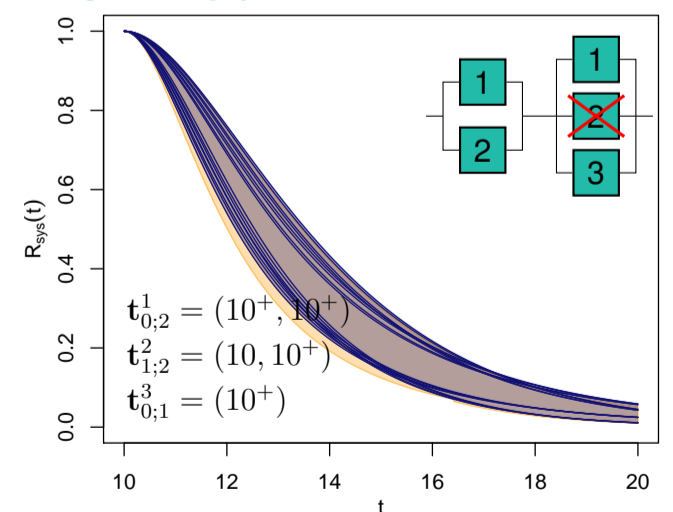 1.0
0.8
0.6
0.4
0.2
0.0
R_sys(t)
1
2
1
2
3
t^1_{0;2} = (10^+, 10^+)
t^2_{1;2} = (10, 10^+)
t^3_{0;1} = (10^+)
10 12 14 16 18 20
t